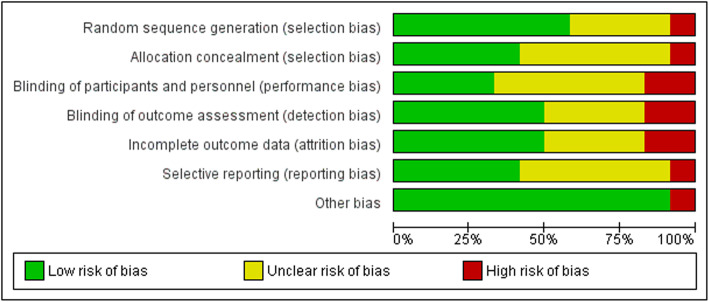 Random sequence generation (selection bias)
Allocation concealment (selection bias)
Blinding of participants and personnel (performance bias)
Blinding of outcome assessment (detection bias)
Incomplete outcome data (attrition bias)
Selective reporting (reporting bias)
Other bias
0% 25% 50% 75% 100%
Low risk of bias Unclear risk of bias High risk of bias